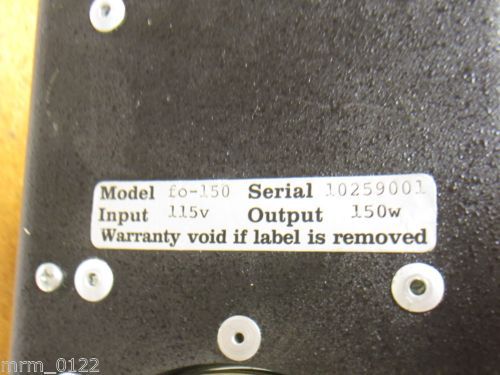 Model fo-150 Serial 10259001
Input 115v Output 150w
Warranty void if label is removed
mrm_0122